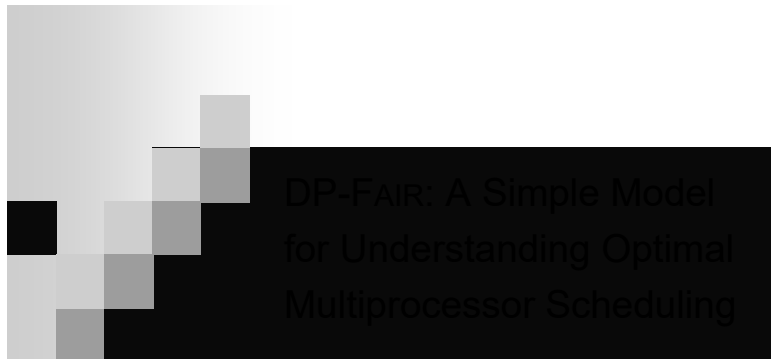 DP-FAIR: A Simple Model
for Understanding Optimal
Multiprocessor Scheduling